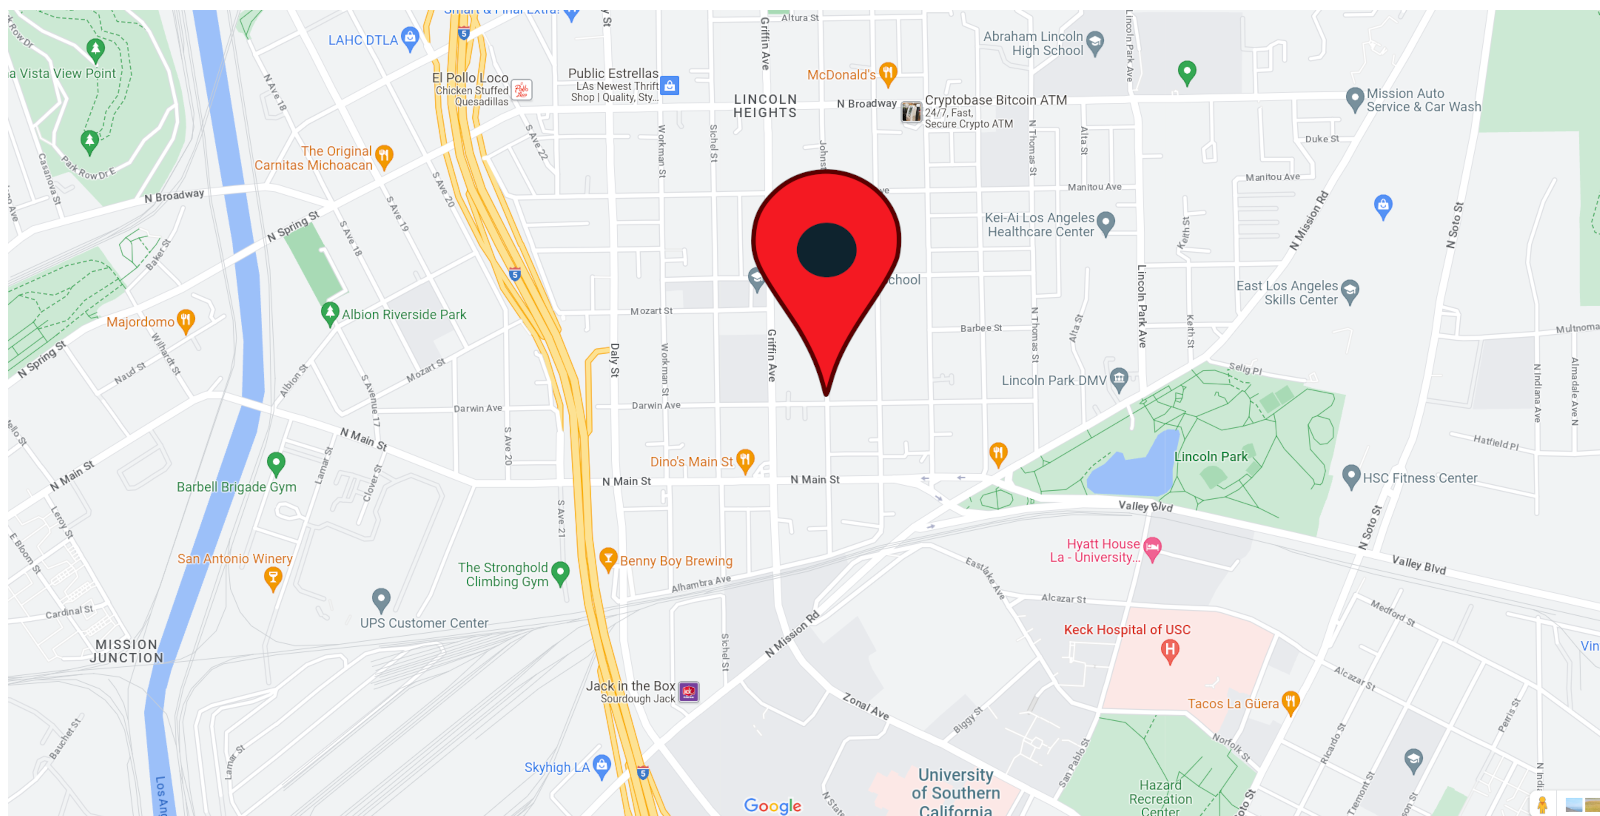 Smart & Final Extra!
Altura St
LAHC DTLA
Griffin Ave
Lincoln Park Ave
Abraham Lincoln
High School
a Vista View Point
N Ave 18
5
El Pollo Loco
Chicken Stuffed
Quesadillas
Public Estrellas
LAs Newest Thrift
Shop | Quality, Sty...
McDonald's
LINCOLN
HEIGHTS
N Broadway
Cryptobase Bitcoin ATM
24/7, Fast,
Secure Crypto ATM
Mission Auto
Service & Car Wash
Workman St
Sichel St
S Ave 22
N Thomas St
Alta St
Duke St
The Original
Carnitas Michoacan
Casanova St
Park Row Dr E
S Ave 20
Manitou Ave
Manitou Ave
N Broadway
S Ave 19
N Spring St
S Ave 18
Baker St
Kei-Ai Los Angeles
Healthcare Center
Keith St
N Mission Rd
N Soto St
5
chool
East Los Angeles
Skills Center
Lincoln Park Ave
Majordomo
Albion Riverside Park
Mozart St
Barbee St
Alta St
Keith St
N Thomas St
Multnoma
N Spring St
Wilhardt St
Naud St
Albion St
Mozart St
S Avenue 17
Daly St
Workman St
Griffin Ave
Lincoln Park DMV
Selig Pl
N Indiana Ave
Almadale Ave N
Darwin Ave
Darwin Ave
N Main St
S Ave 20
Hatfield Pl
Dino's Main St
Lincoln Park
N Main St
Barbell Brigade Gym
Lamar St
Clover St
N Main St
N Main St
HSC Fitness Center
Leroy St
E Bloom St
S Ave 21
Valley Blvd
N Soto St
San Antonio Winery
The Stronghold
Climbing Gym
Benny Boy Brewing
Hyatt House
La - University...
Valley Blvd
Alhambra Ave
Eastlake Ave
Alcazar St
Cardinal St
UPS Customer Center
Medford St
MISSION
JUNCTION
Sichel St
N Mission Rd
Keck Hospital of USC
H
Vin
Alcazar St
Jack in the Box
Sourdough Jack
Zonal Ave
Biggy St
Tacos La Güera
Perris St
Bauchet St
Lamar St
San Pablo St
Norfolk St
Ricardo St
Skyhigh LA
5
University
of Southern
California
Hazard
Recreation
Center
Tremont St
Google